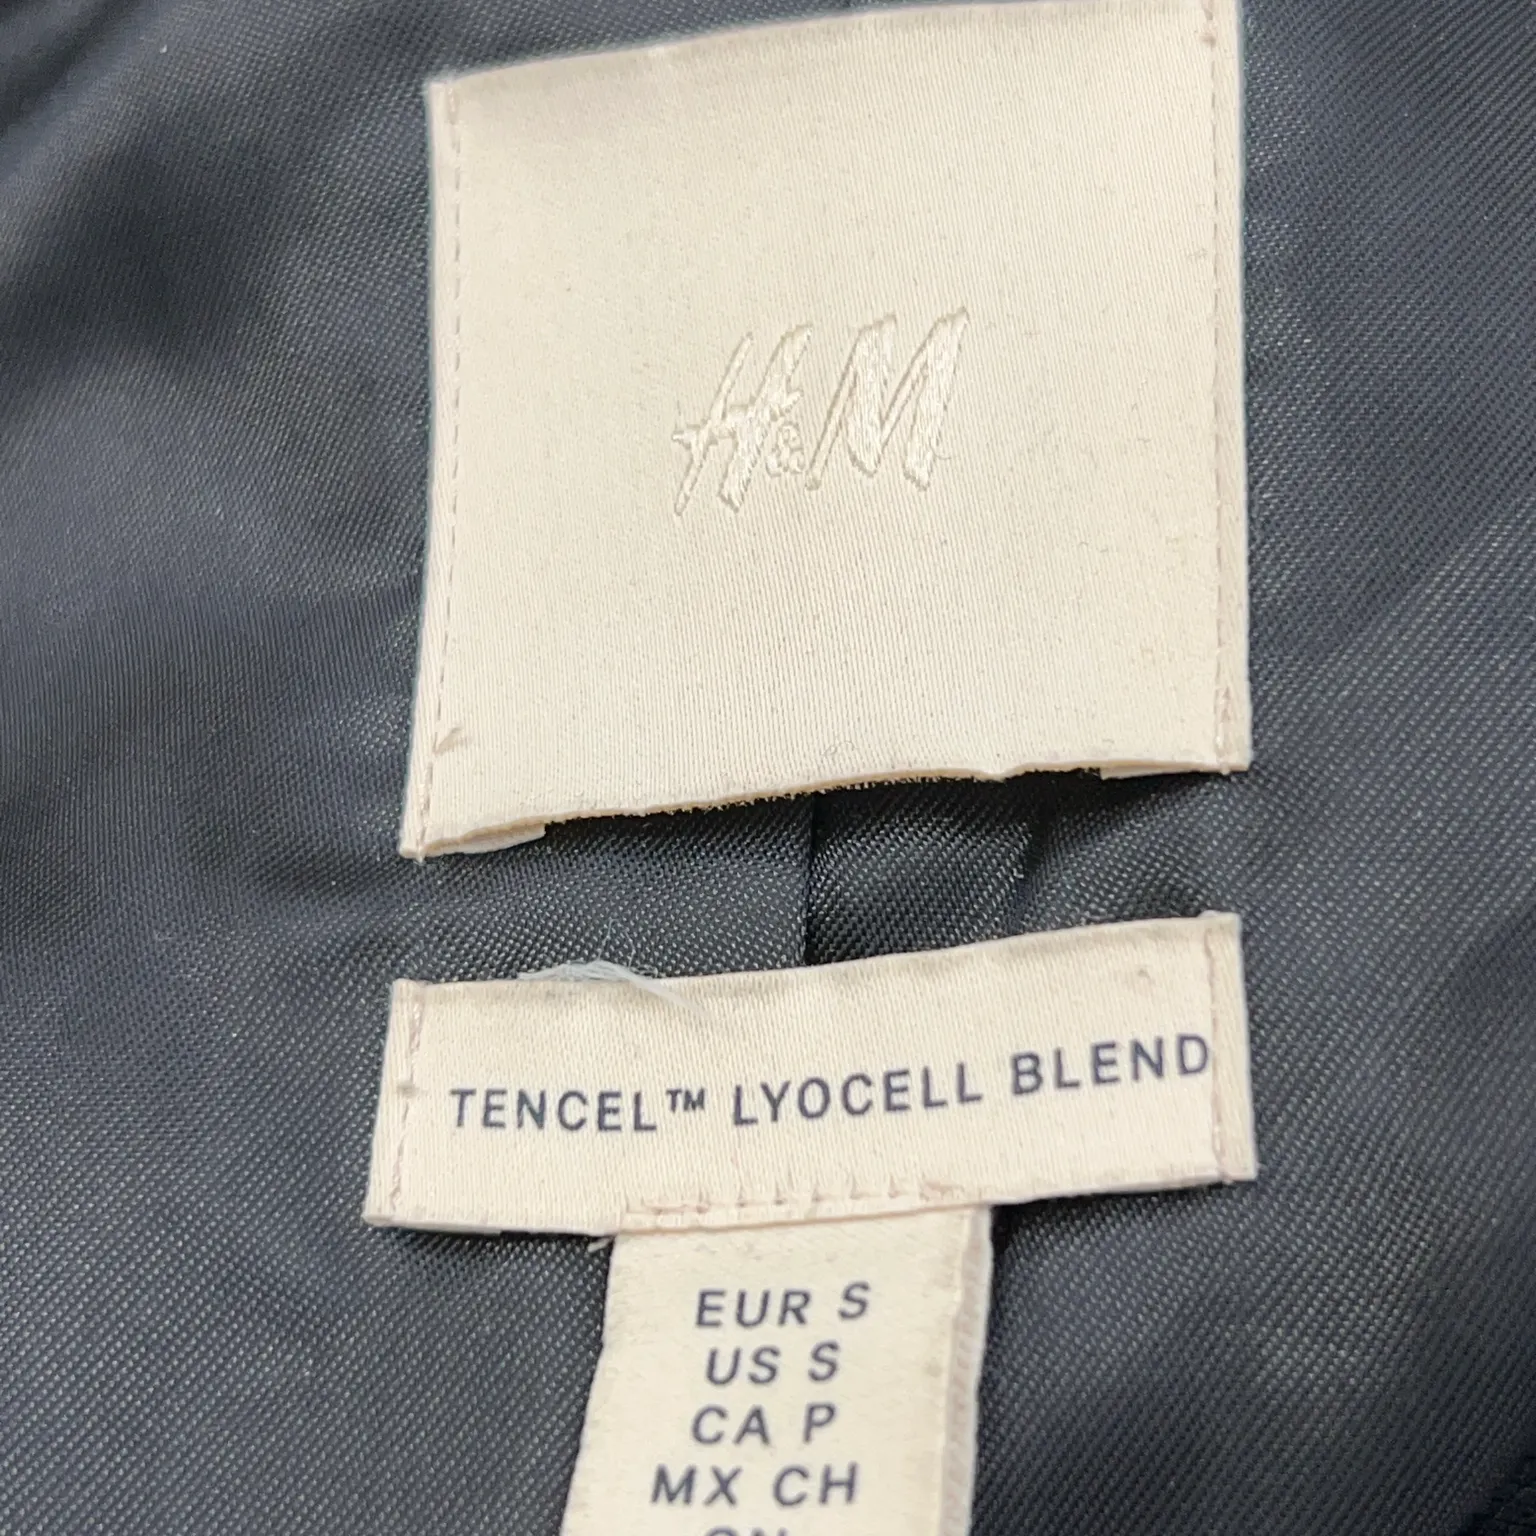 H&M
TENCEL™ LYOCELL BLEND
EUR S
US S
CA P
MX CH